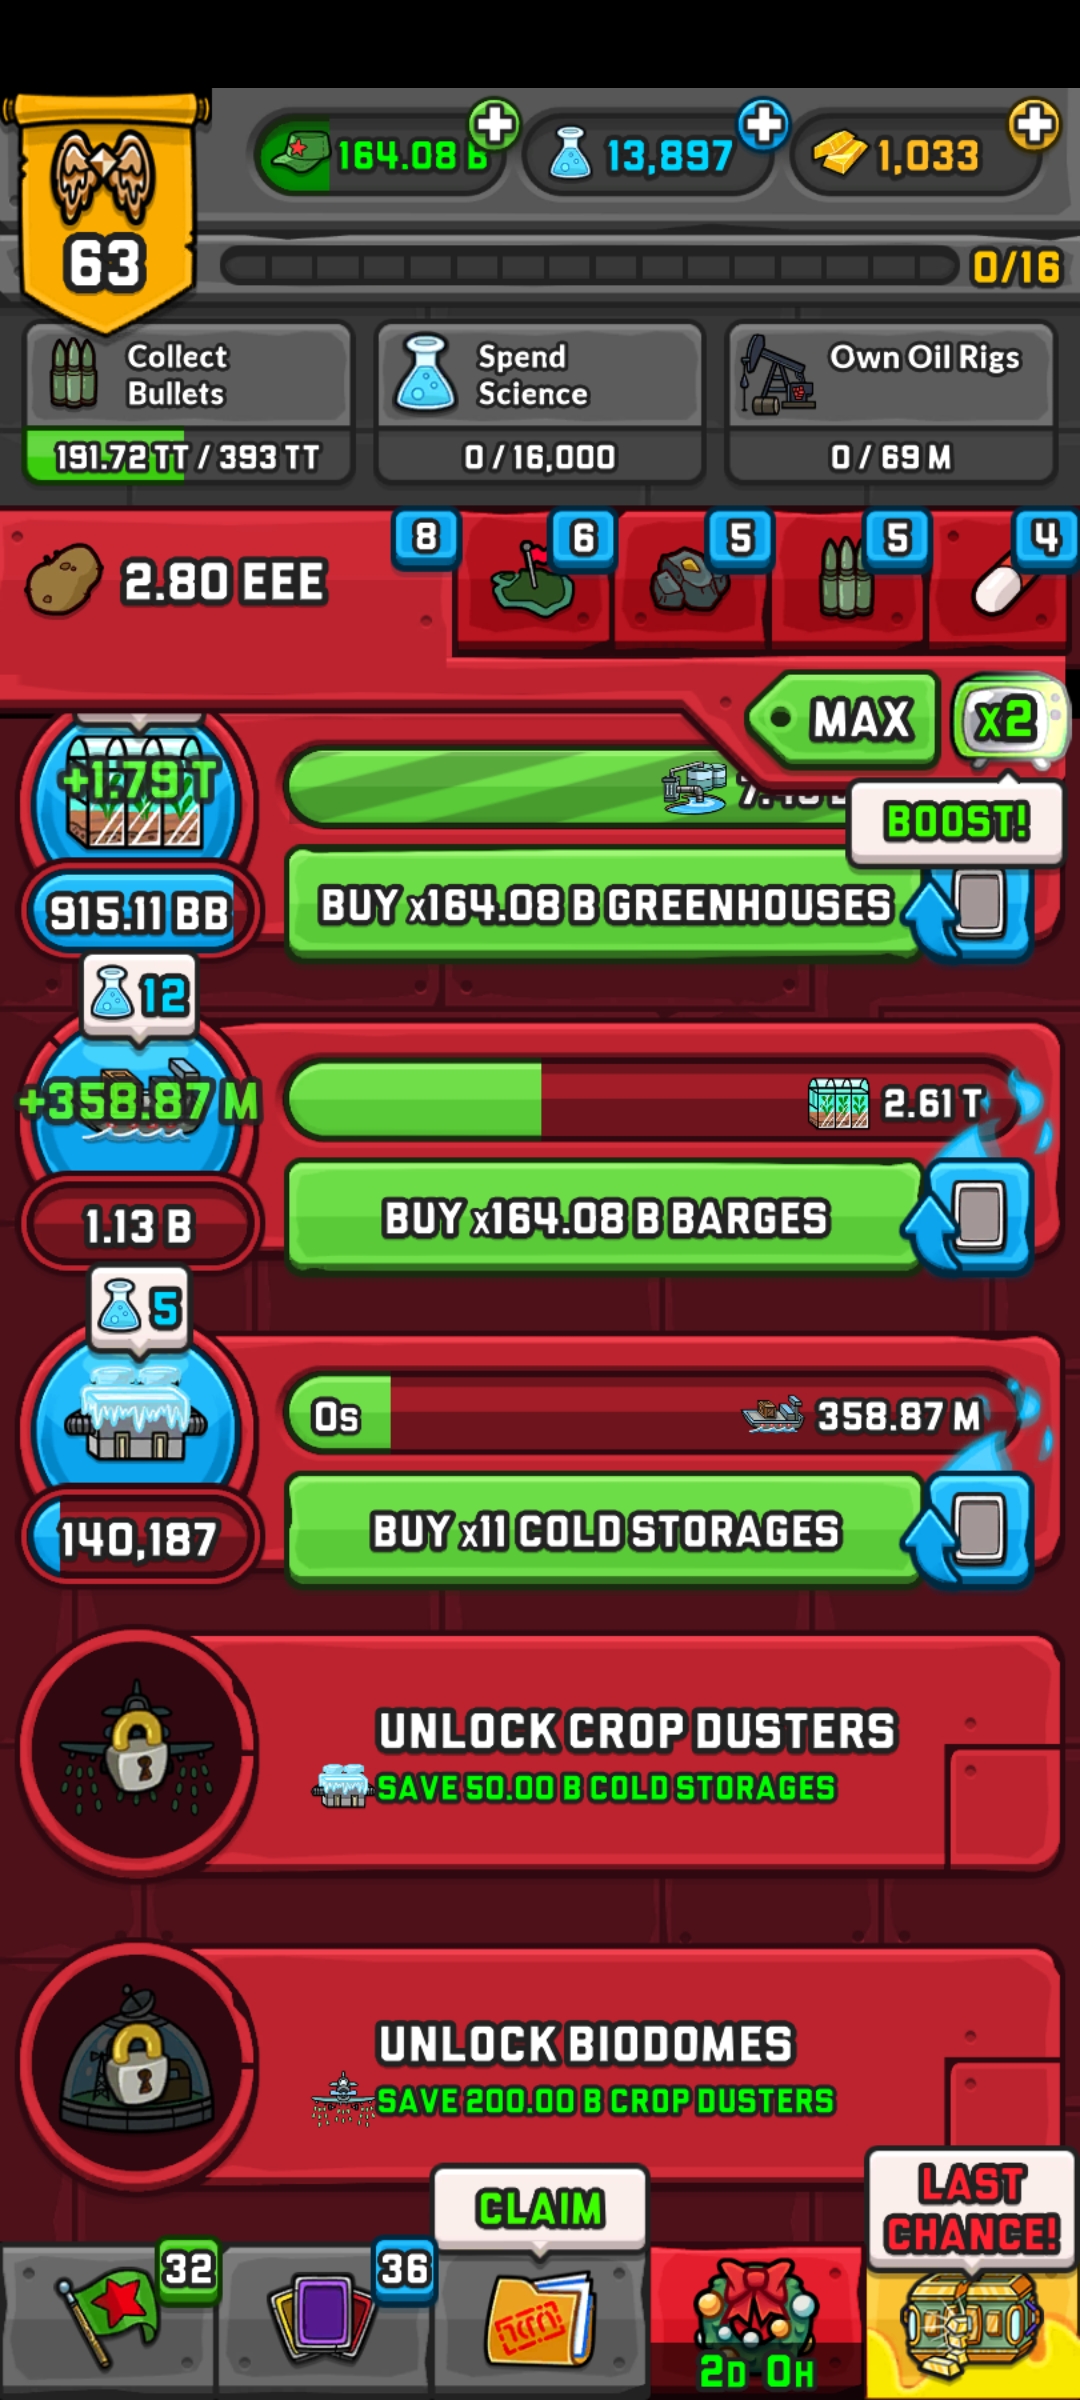 164.08 B
13,897
1,033
63
0/16
Collect
Bullets
191.72 TT / 393 TT
Spend
Science
0 / 16,000
Own Oil Rigs
0 / 69 M
2.80 EEE
8
6
5
5
4
MAX
x2
BOOST!
+1.79 T
915.11 BB
BUY x164.08 B GREENHOUSES
12
+358.87 M
2.61 T
1.13 B
BUY x164.08 B BARGES
5
0s
358.87 M
140,187
BUY x11 COLD STORAGES
UNLOCK CROP DUSTERS
SAVE 50.00 B COLD STORAGES
UNLOCK BIODOMES
SAVE 200.00 B CROP DUSTERS
CLAIM
LAST
CHANCE!
32
36
2D 0H